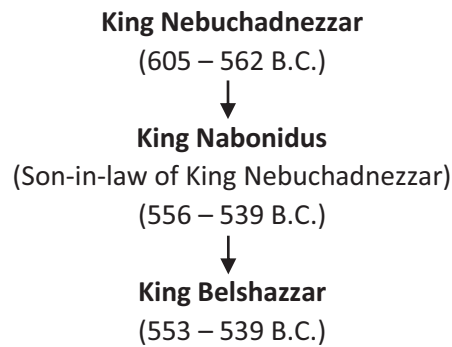 King Nebuchadnezzar
(605 – 562 B.C.)
King Nabonidus
(Son-in-law of King Nebuchadnezzar)
(556 – 539 B.C.)
King Belshazzar
(553 – 539 B.C.)